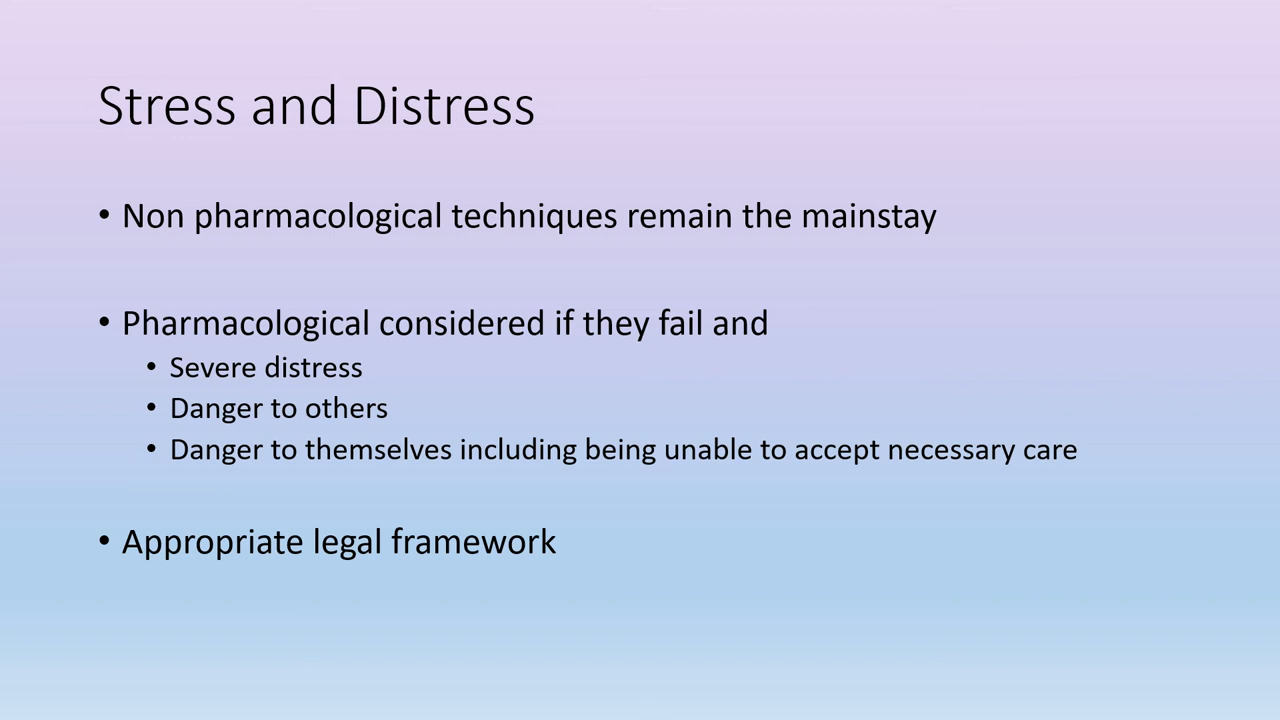 Stress and Distress
• Non pharmacological techniques remain the mainstay
• Pharmacological considered if they fail and
• Severe distress
• Danger to others
• Danger to themselves including being unable to accept necessary care
• Appropriate legal framework